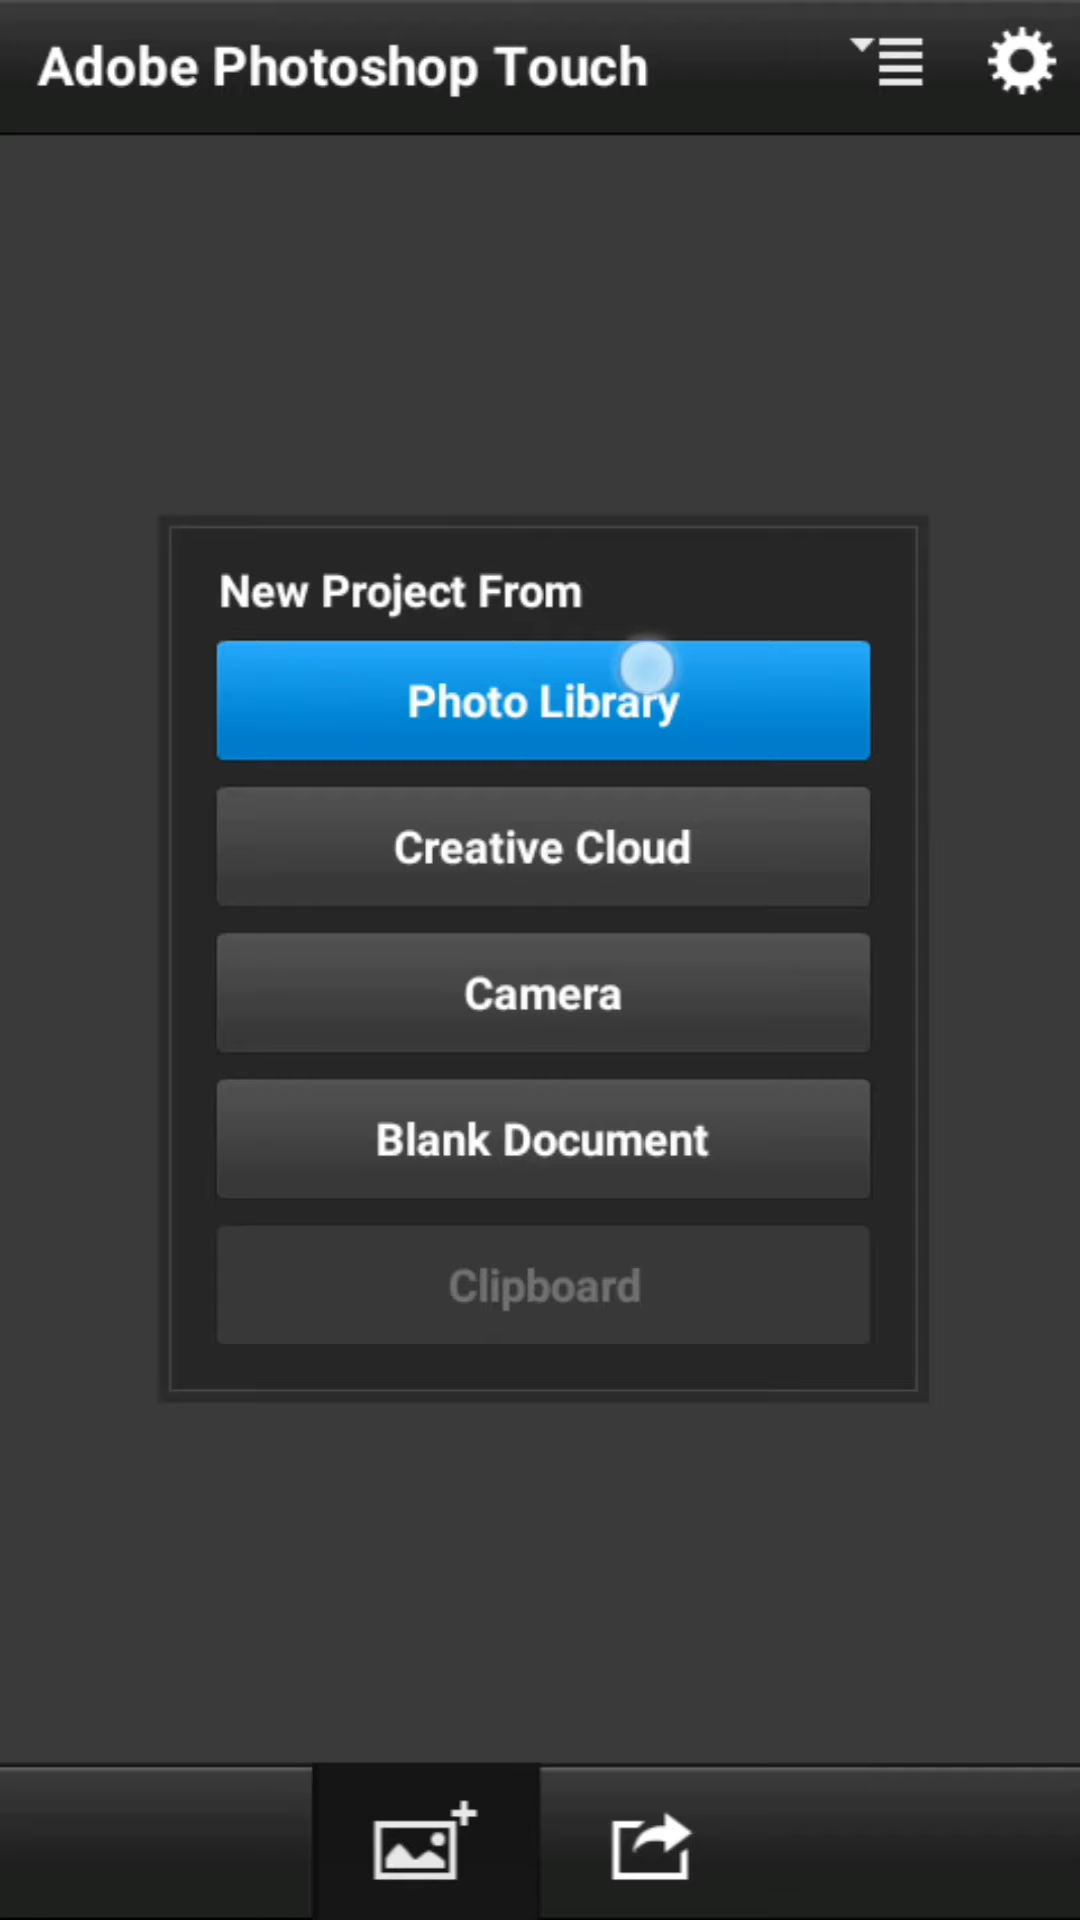 Adobe Photoshop Touch
New Project From
Photo Library
Creative Cloud
Camera
Blank Document
Clipboard